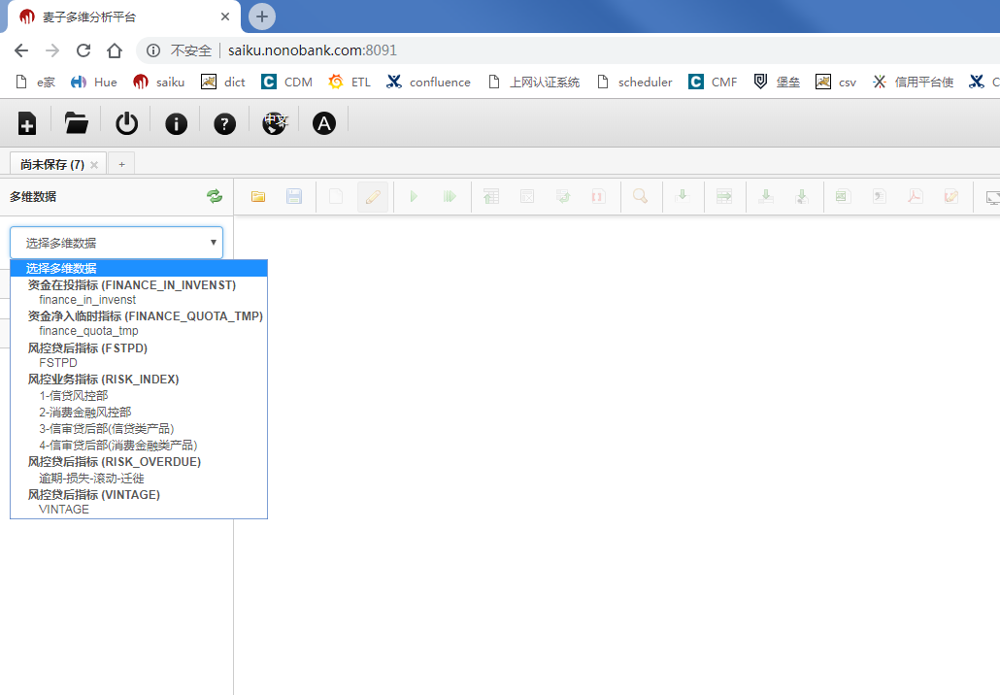 麦子多维分析平台
不安全 saiku.nonobank.com:8091
e家 Hue saiku dict CDM ETL confluence 上网认证系统 scheduler CMF 堡垒 csv 信用平台使 C
中文 A
尚未保存 (7)
多维数据
选择多维数据
选择多维数据
资金在投指标 (FINANCE_IN_INVENST)
finance_in_invenst
资金净入临时指标 (FINANCE_QUOTA_TMP)
finance_quota_tmp
风控贷后指标 (FSTPD)
FSTPD
风控业务指标 (RISK_INDEX)
1-信贷风控部
2-消费金融风控部
3-信审贷后部(信贷类产品)
4-信审贷后部(消费金融类产品)
风控贷后指标 (RISK_OVERDUE)
逾期-损失-滚动-迁徙
风控贷后指标 (VINTAGE)
VINTAGE